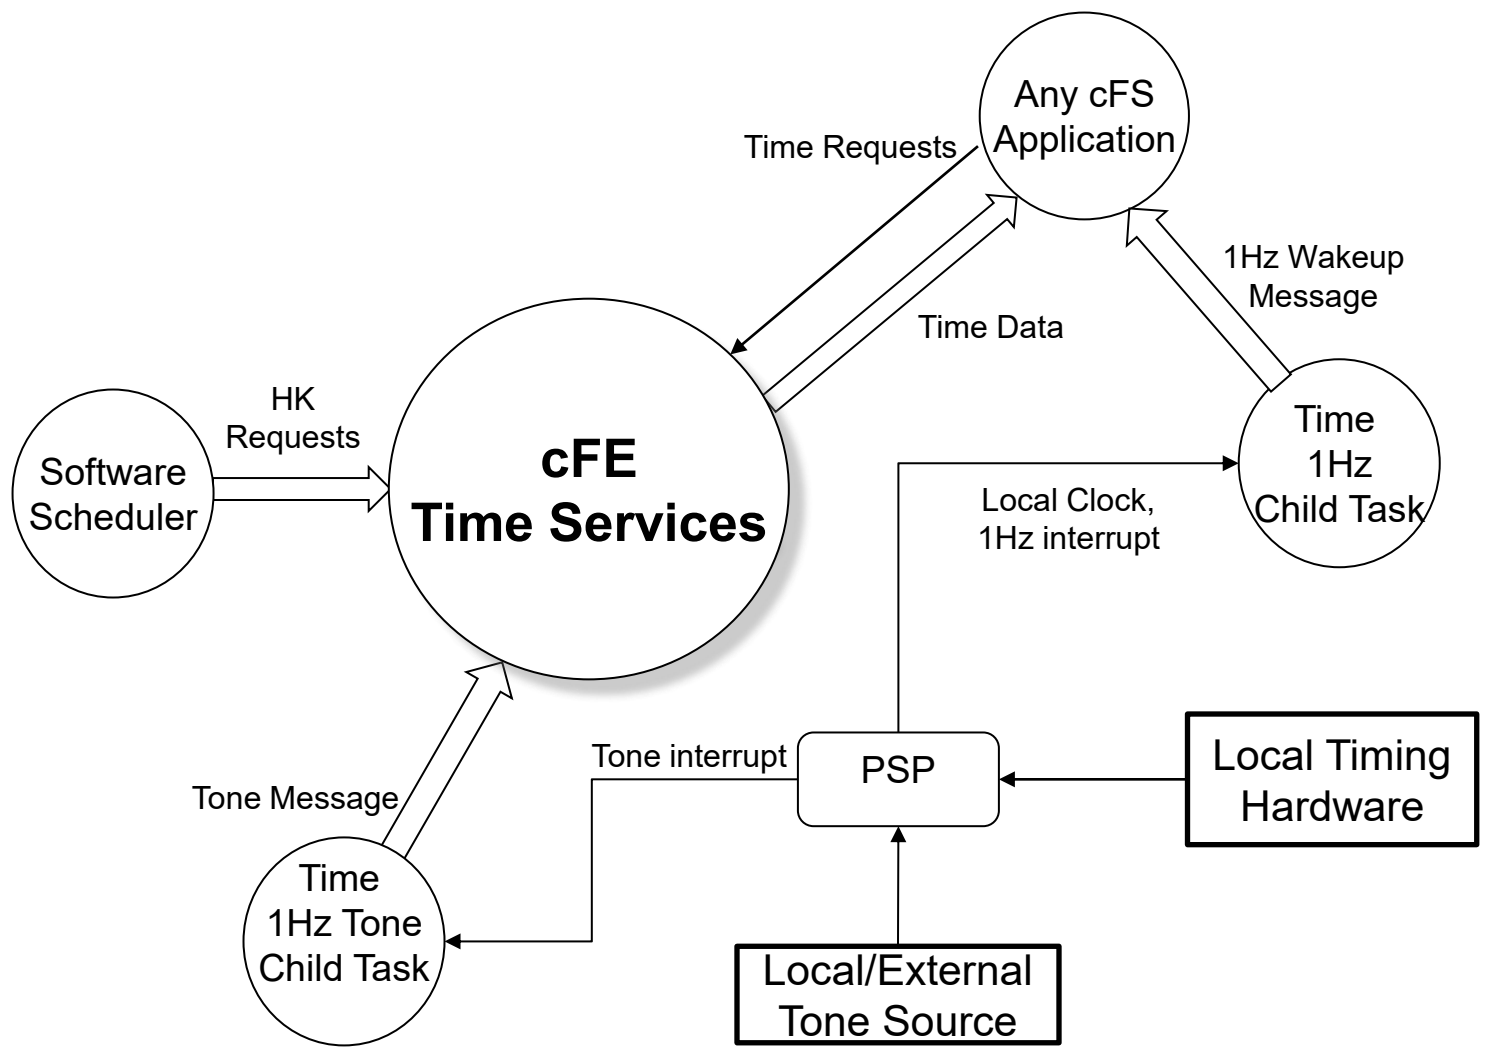 Any cFS
Application
Time Requests
1Hz Wakeup
Message
Time Data
HK
Requests
Software
Scheduler
cFE
Time Services
Time
1Hz
Child Task
Local Clock,
1Hz interrupt
Tone interrupt
PSP
Local Timing
Hardware
Tone Message
Time
1Hz Tone
Child Task
Local/External
Tone Source